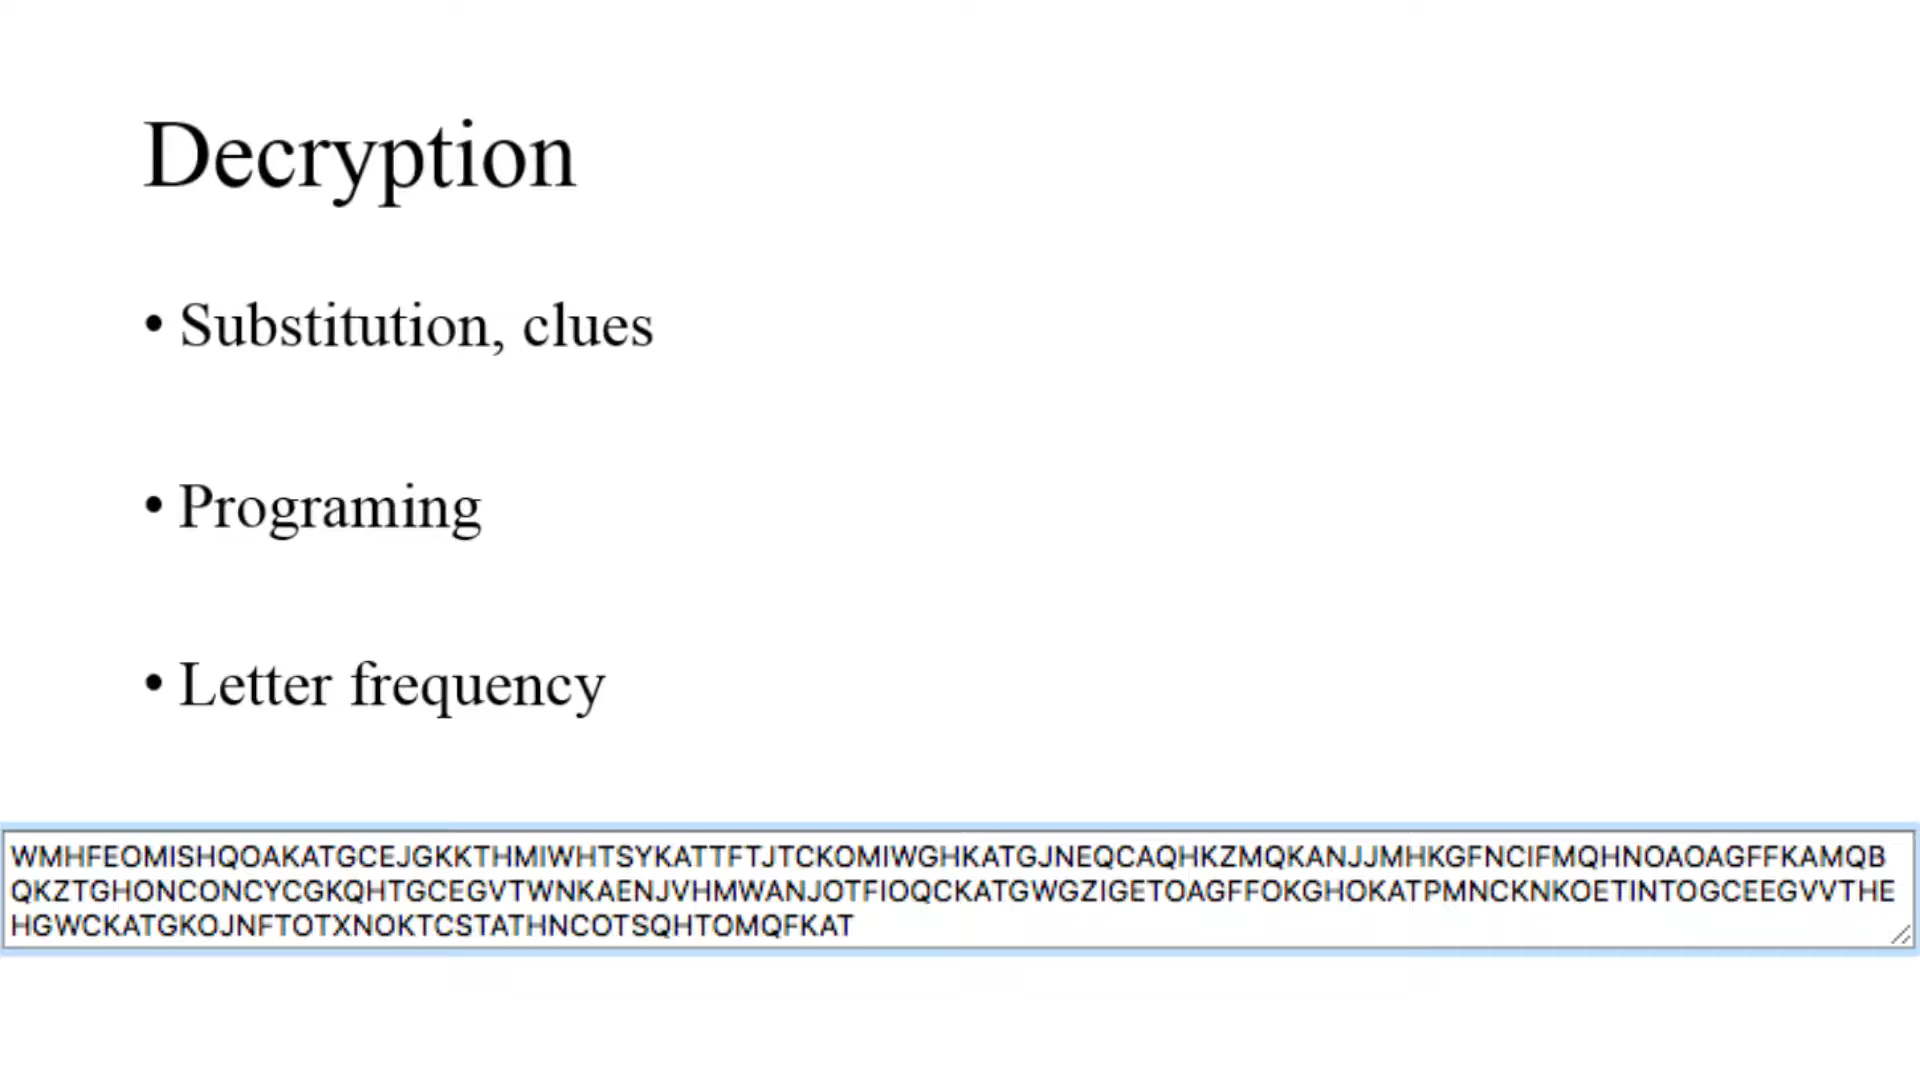 Decryption
• Substitution, clues
• Programing
• Letter frequency
WMHFEOMISHQOAKATGCEJGKKTHMIWHTSYKATTFTJTCKOMIWGHKATGJNEQCAQHKZMQKANJJMHKGFNCIFMQHNOAOAGFFKAMQB
QKZTGHONCONCYCGKQHTGCEGVTWNKAENJVHMWANJOTFIOQCKATGWGZIGETOAGFFOKGHOKATPMNCKNKOETINTOGCEEGVVTHE
HGWCKATGKOJNFTOTXNOKTCSTATHNCOTSQHTOMQFKAT